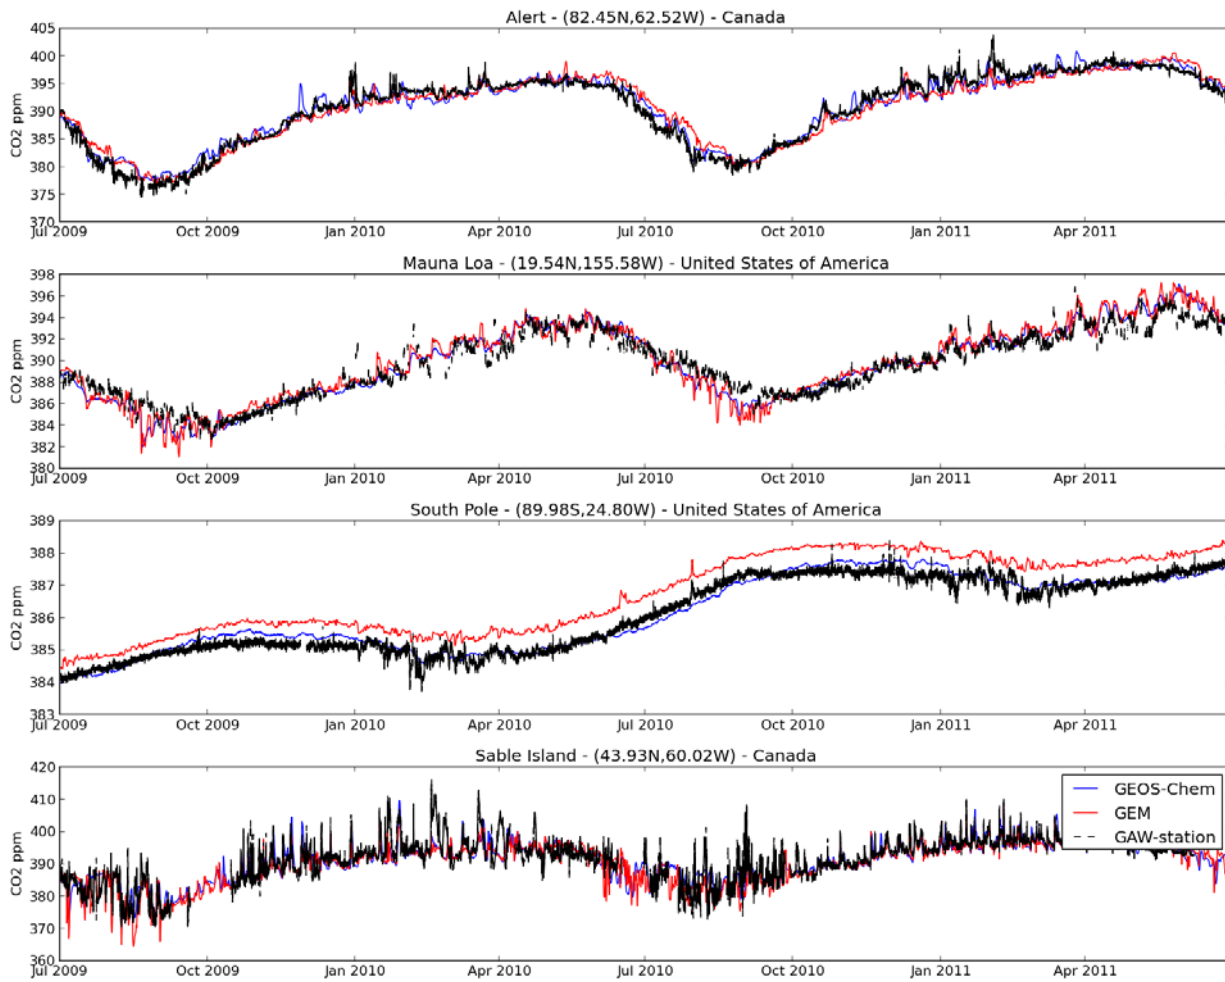 Alert - (82.45N,62.52W) - Canada
405
400
395
390
385
380
375
370
CO2 ppm
Jul 2009 Oct 2009 Jan 2010 Apr 2010 Jul 2010 Oct 2010 Jan 2011 Apr 2011
Mauna Loa - (19.54N,155.58W) - United States of America
398
396
394
392
390
388
386
384
382
380
CO2 ppm
Jul 2009 Oct 2009 Jan 2010 Apr 2010 Jul 2010 Oct 2010 Jan 2011 Apr 2011
South Pole - (89.98S,24.80W) - United States of America
389
388
387
386
385
384
383
CO2 ppm
Jul 2009 Oct 2009 Jan 2010 Apr 2010 Jul 2010 Oct 2010 Jan 2011 Apr 2011
Sable Island - (43.93N,60.02W) - Canada
420
410
400
390
380
370
360
CO2 ppm
GEOS-Chem
GEM
GAW-station
Jul 2009 Oct 2009 Jan 2010 Apr 2010 Jul 2010 Oct 2010 Jan 2011 Apr 2011